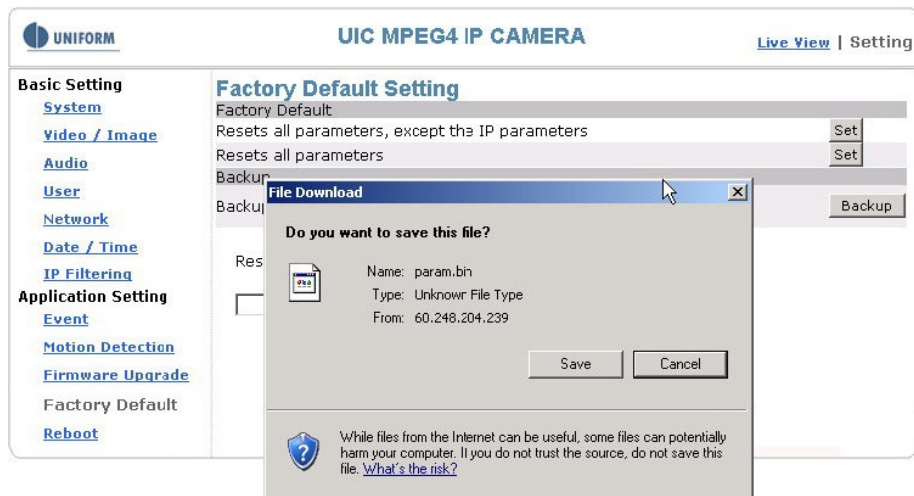 UNIFORM
UIC MPEG4 IP CAMERA
Live View | Setting
Basic Setting
System
Video / Image
Audio
User
Network
Date / Time
IP Filtering
Application Setting
Event
Motion Detection
Firmware Upgrade
Factory Default
Reboot
Factory Default Setting
Factory Default
Resets all parameters, except the IP parameters Set
Resets all parameters Set
Backup
Backup
File Download
Do you want to save this file?
Name: param.bin
Type: Unknown File Type
From: 60.248.204.239
Save Cancel
While files from the Internet can be useful, some files can potentially
harm your computer. If you do not trust the source, do not save this
file. What's the risk?